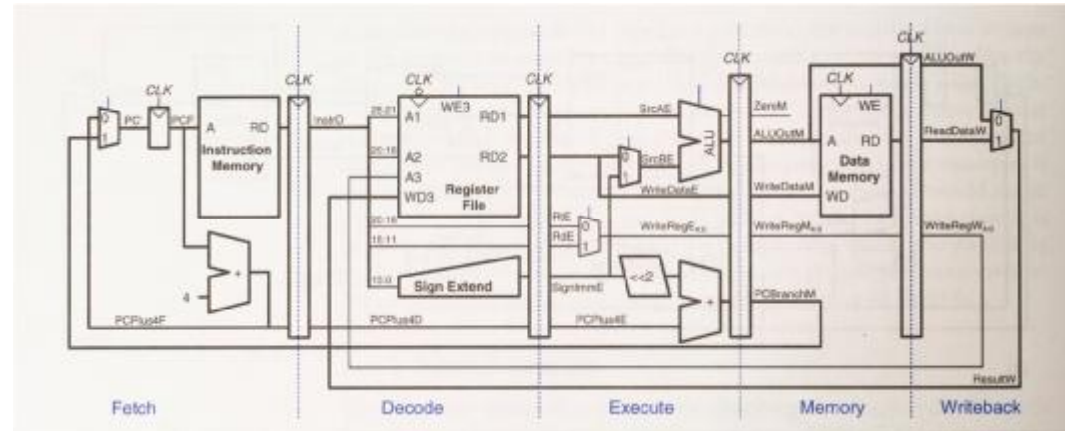 CLK
CLK
CLK
CLK
CLK
CLK
CLK
0
1
PC'
PCF
A RD
Instruction
Memory
InstrD
25:21
20:16
A1
A2
A3
WD3
WE3
RD1
RD2
Register
File
20:16
15:11
15:0
Sign Extend
RtE
RdE
0
1
SignImmE
SrcAE
0
1
SrcBE
ALU
WriteDataE
WriteRegE4:0
<<2
+
ZeroM
ALUOutM
WriteDataM
WriteRegM4:0
PCBranchM
WE
A RD
Data
Memory
WD
ALUOutW
ReadDataW
0
1
WriteRegW4:0
4
+
PCPlus4F
PCPlus4D
PCPlus4E
ResultW
Fetch
Decode
Execute
Memory
Writeback